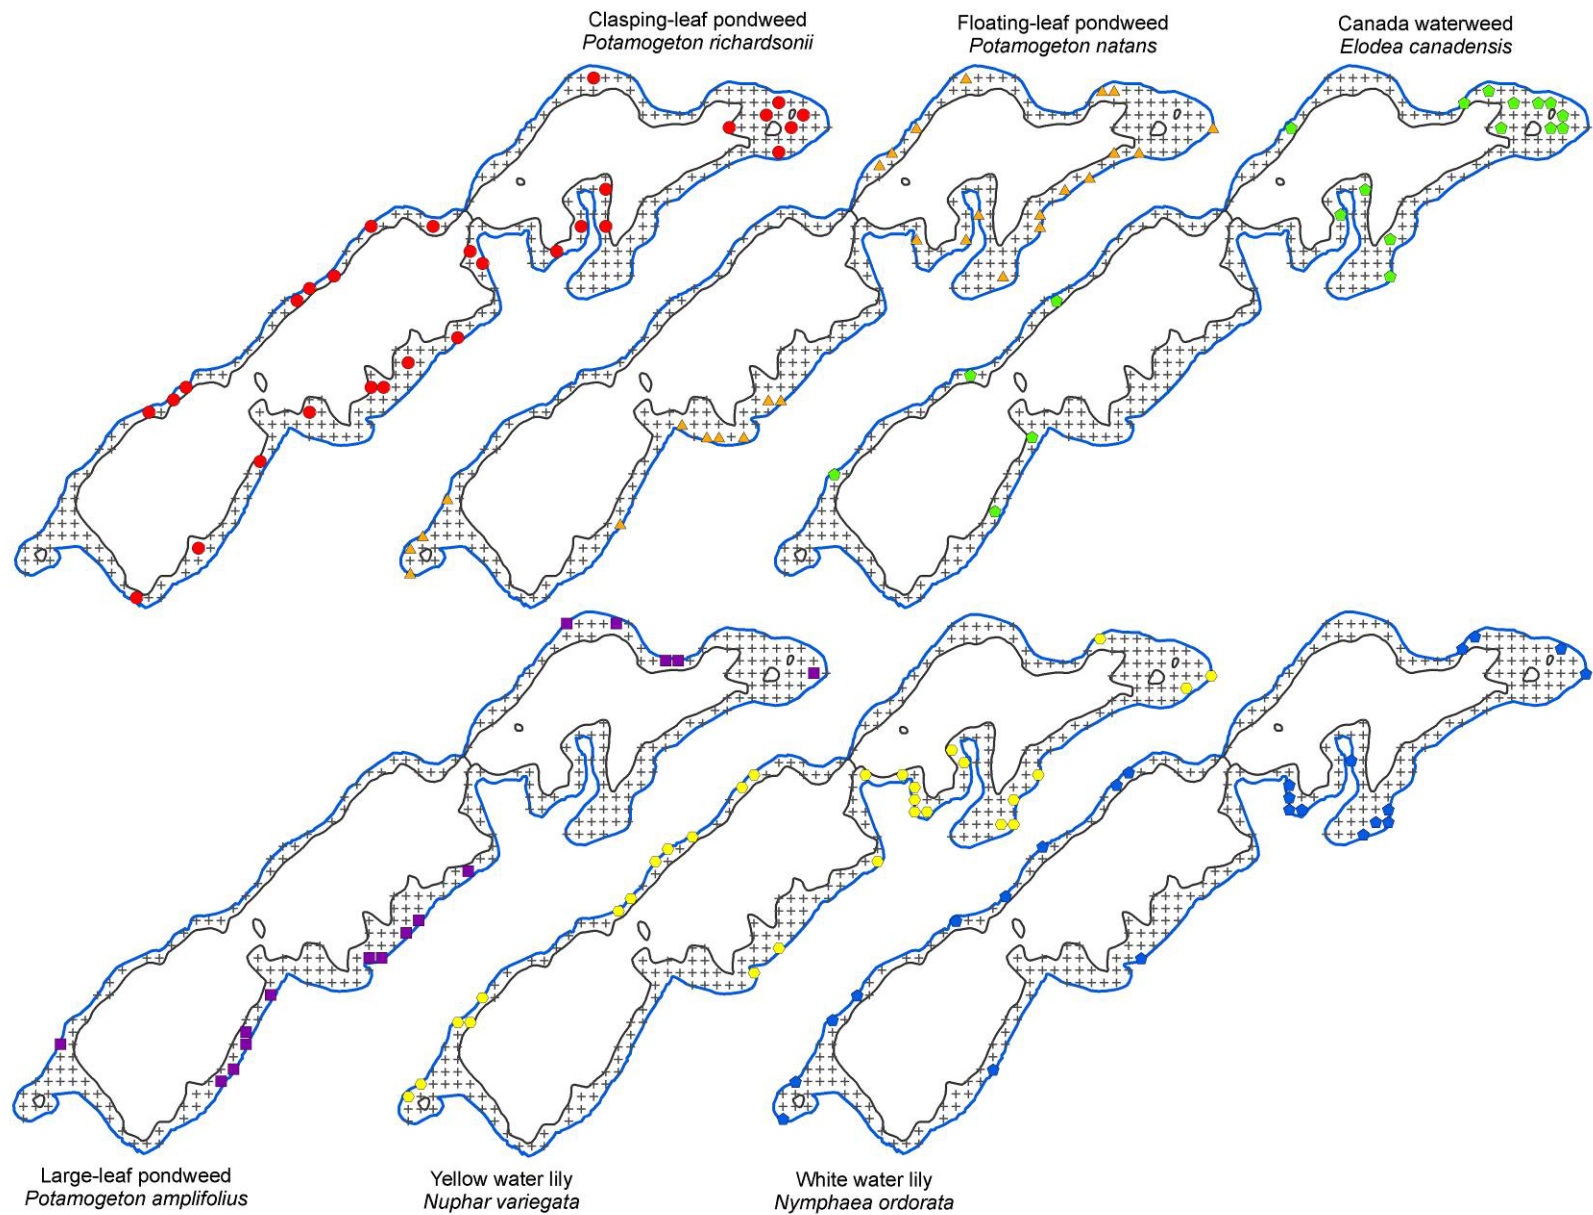 Clasping-leaf pondweed
Potamogeton richardsonii
Floating-leaf pondweed
Potamogeton natans
Canada waterweed
Elodea canadensis
Large-leaf pondweed
Potamogeton amplifolius
Yellow water lily
Nuphar variegata
White water lily
Nymphaea ordorata